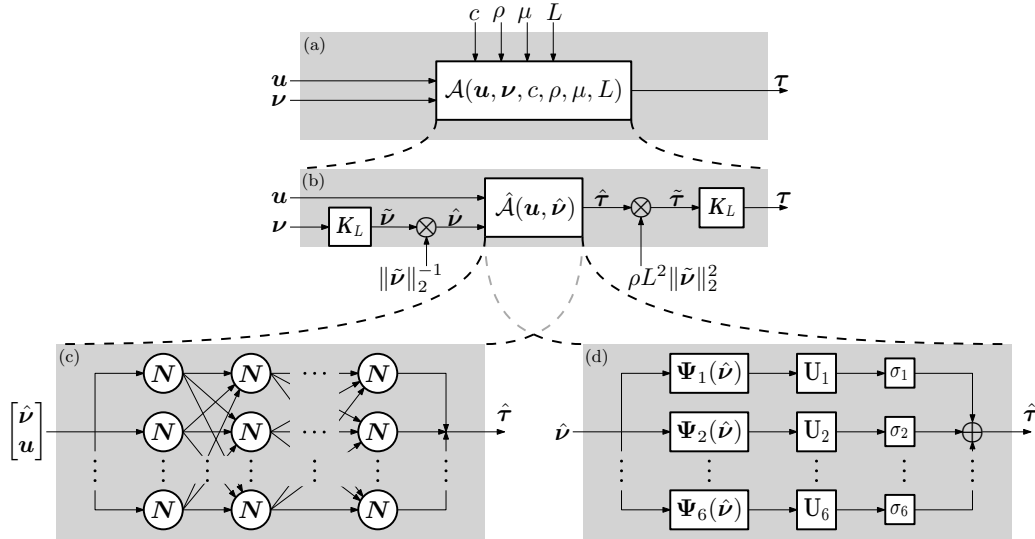 c ρ μ L
(a)
u
ν
𝒜(u, ν, c, ρ, μ, L)
τ
(b)
u
ν
K_L
ν̃
⊗
ν̂
𝒜̂(u, ν̂)
τ̂
⊗
τ̃
K_L
τ
‖ν̃‖₂⁻¹
ρL²‖ν̃‖₂²
(c)
[ν̂
u]
N N ··· N
N N ··· N
⋮ ⋮ ··· ⋮ ⋮
N N N
τ̂
(d)
ν̂
Ψ₁(ν̂) U₁ σ₁
Ψ₂(ν̂) U₂ σ₂
⋮ ⋮ ⋮ ⋮ ⋮
Ψ₆(ν̂) U₆ σ₆
⊕
τ̂